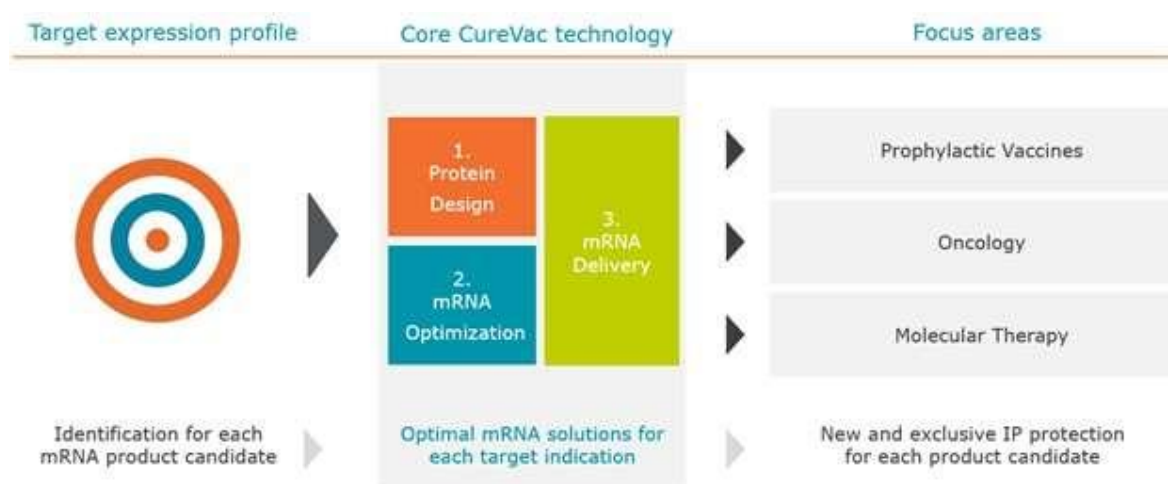 Target expression profile
Core CureVac technology
Focus areas
1.
Protein
Design
2.
mRNA
Optimization
3.
mRNA
Delivery
Prophylactic Vaccines
Oncology
Molecular Therapy
Identification for each
mRNA product candidate
Optimal mRNA solutions for
each target indication
New and exclusive IP protection
for each product candidate